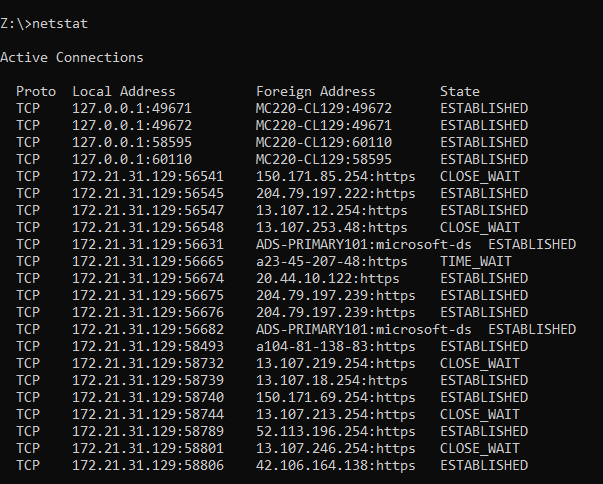 Z:\>netstat
Active Connections
Proto  Local Address          Foreign Address        State
TCP    127.0.0.1:49671        MC220-CL129:49672      ESTABLISHED
TCP    127.0.0.1:49672        MC220-CL129:49671      ESTABLISHED
TCP    127.0.0.1:58595        MC220-CL129:60110      ESTABLISHED
TCP    127.0.0.1:60110        MC220-CL129:58595      ESTABLISHED
TCP    172.21.31.129:56541    150.171.85.254:https   CLOSE_WAIT
TCP    172.21.31.129:56545    204.79.197.222:https   ESTABLISHED
TCP    172.21.31.129:56547    13.107.12.254:https    ESTABLISHED
TCP    172.21.31.129:56548    13.107.253.48:https    CLOSE_WAIT
TCP    172.21.31.129:56631    ADS-PRIMARY101:microsoft-ds  ESTABLISHED
TCP    172.21.31.129:56665    a23-45-207-48:https    TIME_WAIT
TCP    172.21.31.129:56674    20.44.10.122:https     ESTABLISHED
TCP    172.21.31.129:56675    204.79.197.239:https   ESTABLISHED
TCP    172.21.31.129:56676    204.79.197.239:https   ESTABLISHED
TCP    172.21.31.129:56682    ADS-PRIMARY101:microsoft-ds  ESTABLISHED
TCP    172.21.31.129:58493    a104-81-138-83:https   ESTABLISHED
TCP    172.21.31.129:58732    13.107.219.254:https   CLOSE_WAIT
TCP    172.21.31.129:58739    13.107.18.254:https    ESTABLISHED
TCP    172.21.31.129:58740    150.171.69.254:https   ESTABLISHED
TCP    172.21.31.129:58744    13.107.213.254:https   CLOSE_WAIT
TCP    172.21.31.129:58789    52.113.196.254:https   ESTABLISHED
TCP    172.21.31.129:58801    13.107.246.254:https   CLOSE_WAIT
TCP    172.21.31.129:58806    42.106.164.138:https   ESTABLISHED